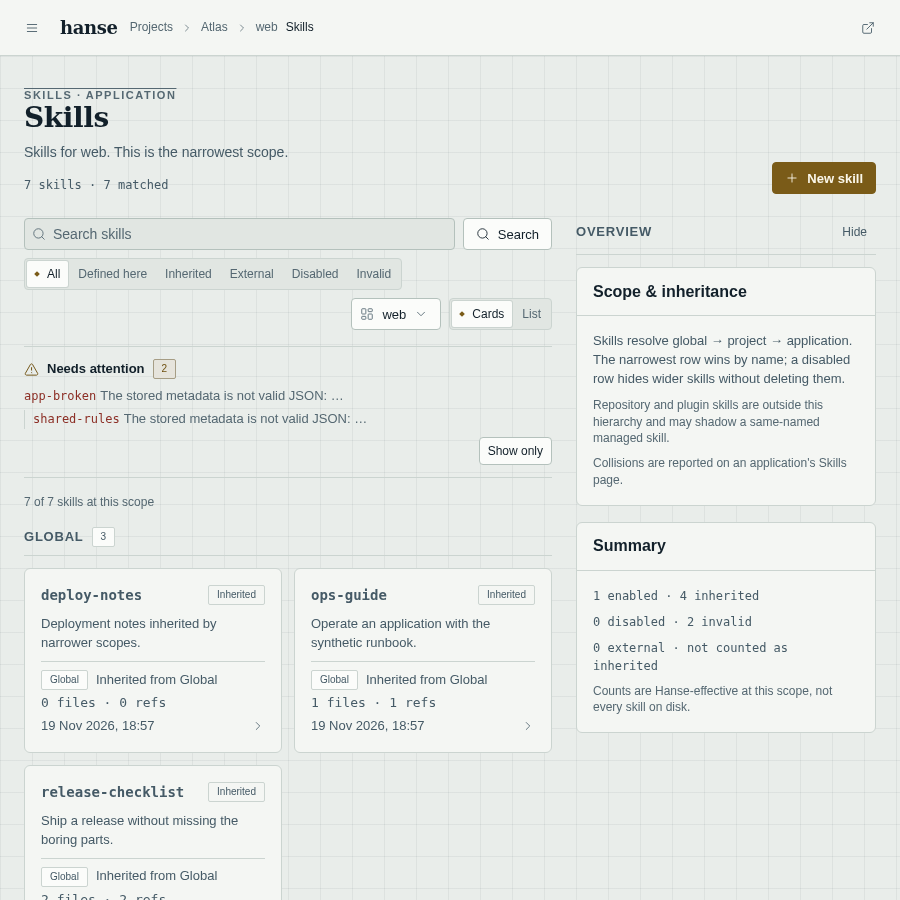 hanse Projects Atlas web Skills
SKILLS · APPLICATION
Skills
Skills for web. This is the narrowest scope.
7 skills · 7 matched
New skill
Search skills
Search
All Defined here Inherited External Disabled Invalid
web
Cards List
Needs attention 2
app-broken The stored metadata is not valid JSON: …
shared-rules The stored metadata is not valid JSON: …
Show only
7 of 7 skills at this scope
GLOBAL 3
deploy-notes Inherited
Deployment notes inherited by
narrower scopes.
Global Inherited from Global
0 files · 0 refs
19 Nov 2026, 18:57
ops-guide Inherited
Operate an application with the
synthetic runbook.
Global Inherited from Global
1 files · 1 refs
19 Nov 2026, 18:57
release-checklist Inherited
Ship a release without missing the
boring parts.
Global Inherited from Global
2 files · 2 refs
OVERVIEW Hide
Scope & inheritance
Skills resolve global → project → application.
The narrowest row wins by name; a disabled
row hides wider skills without deleting them.
Repository and plugin skills are outside this
hierarchy and may shadow a same-named
managed skill.
Collisions are reported on an application's Skills
page.
Summary
1 enabled · 4 inherited
0 disabled · 2 invalid
0 external · not counted as
inherited
Counts are Hanse-effective at this scope, not
every skill on disk.